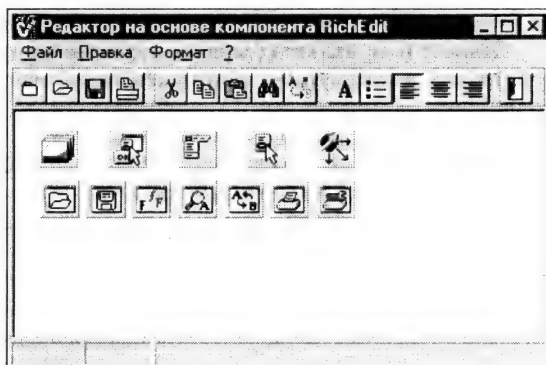 Редактор на основе компонента RichEdit
Файл Правка Формат ?